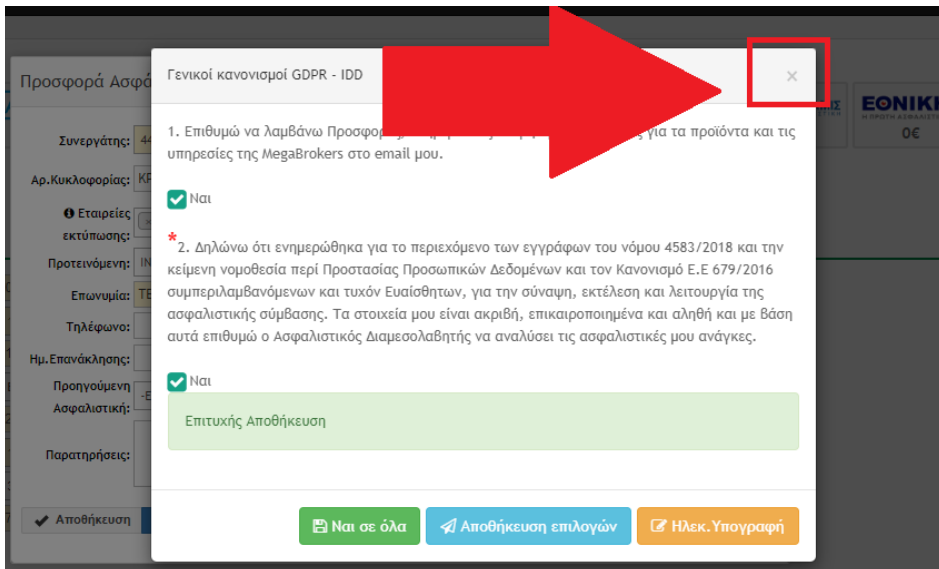 Προσφορά Ασφά
Γενικοί κανονισμοί GDPR - IDD
×
ΕΘΝΙΚΗ
0€
Συνεργάτης: 44
Αρ.Κυκλοφορίας:
Εταιρείες
εκτύπωσης:
Προτεινόμενη: IN
Επωνυμία: ΤΕ
Τηλέφωνο:
Ημ.Επανάκλησης:
Προηγούμενη
Ασφαλιστική: -Ε
Παρατηρήσεις:
Αποθήκευση
1. Επιθυμώ να λαμβάνω για τα προϊόντα και τις
υπηρεσίες της MegaBrokers στο email μου.
Ναι
*2. Δηλώνω ότι ενημερώθηκα για το περιεχόμενο των εγγράφων του νόμου 4583/2018 και την
κείμενη νομοθεσία περί Προστασίας Προσωπικών Δεδομένων και τον Κανονισμό Ε.Ε 679/2016
συμπεριλαμβανόμενων και τυχόν Ευαίσθητων, για την σύναψη, εκτέλεση και λειτουργία της
ασφαλιστικής σύμβασης. Τα στοιχεία μου είναι ακριβή, επικαιροποιημένα και αληθή και με βάση
αυτά επιθυμώ ο Ασφαλιστικός Διαμεσολαβητής να αναλύσει τις ασφαλιστικές μου ανάγκες.
Ναι
Επιτυχής Αποθήκευση
Ναι σε όλα
Αποθήκευση επιλογών
Ηλεκ.Υπογραφή